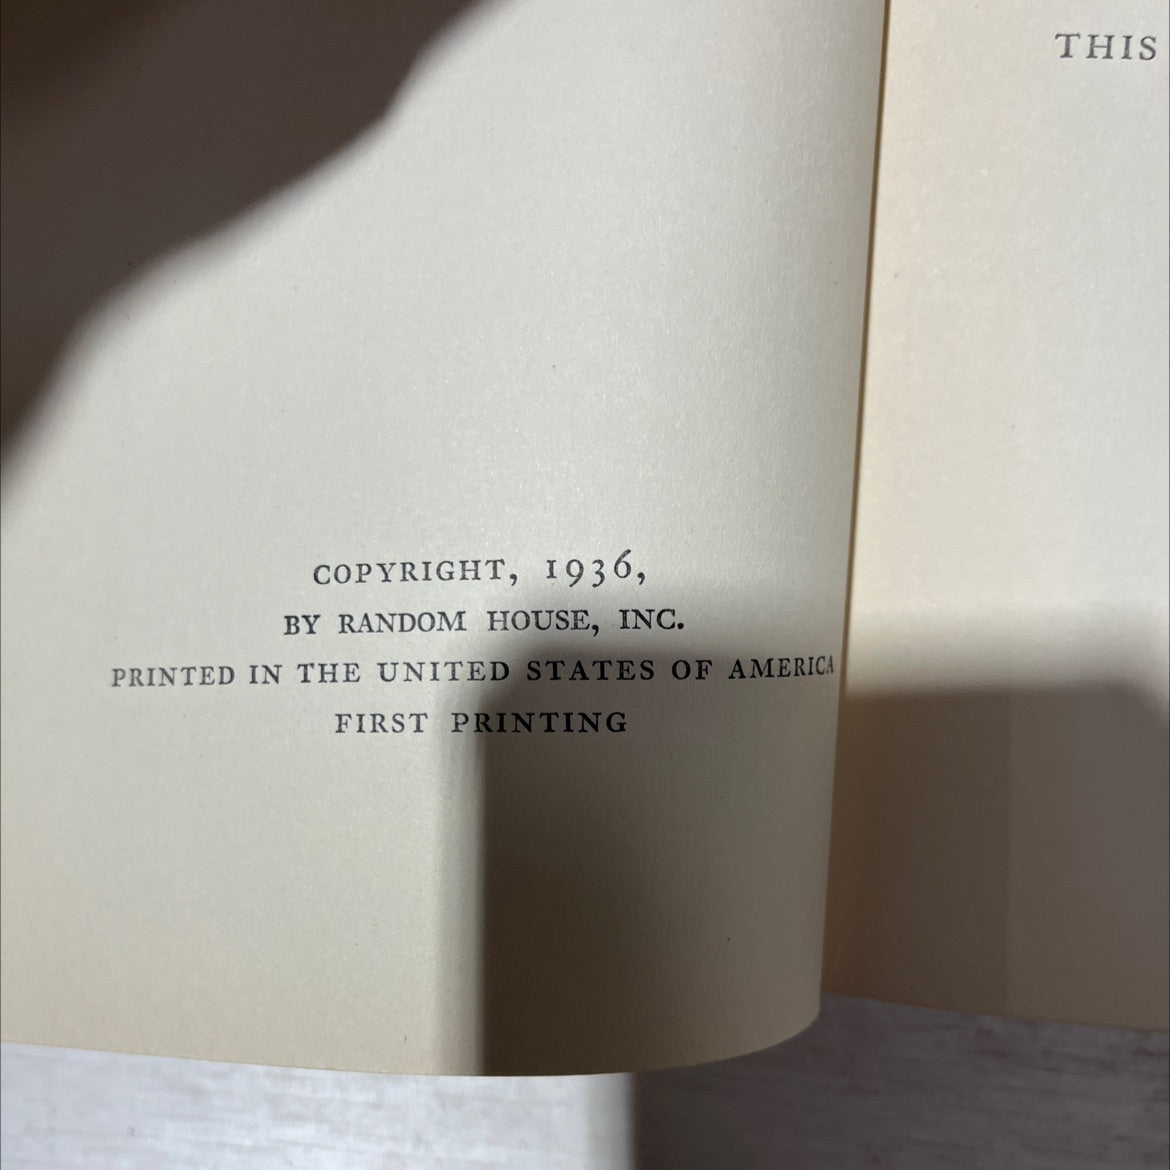 COPYRIGHT, 1936,
BY RANDOM HOUSE, INC.
PRINTED IN THE UNITED STATES OF AMERICA
FIRST PRINTING
THIS